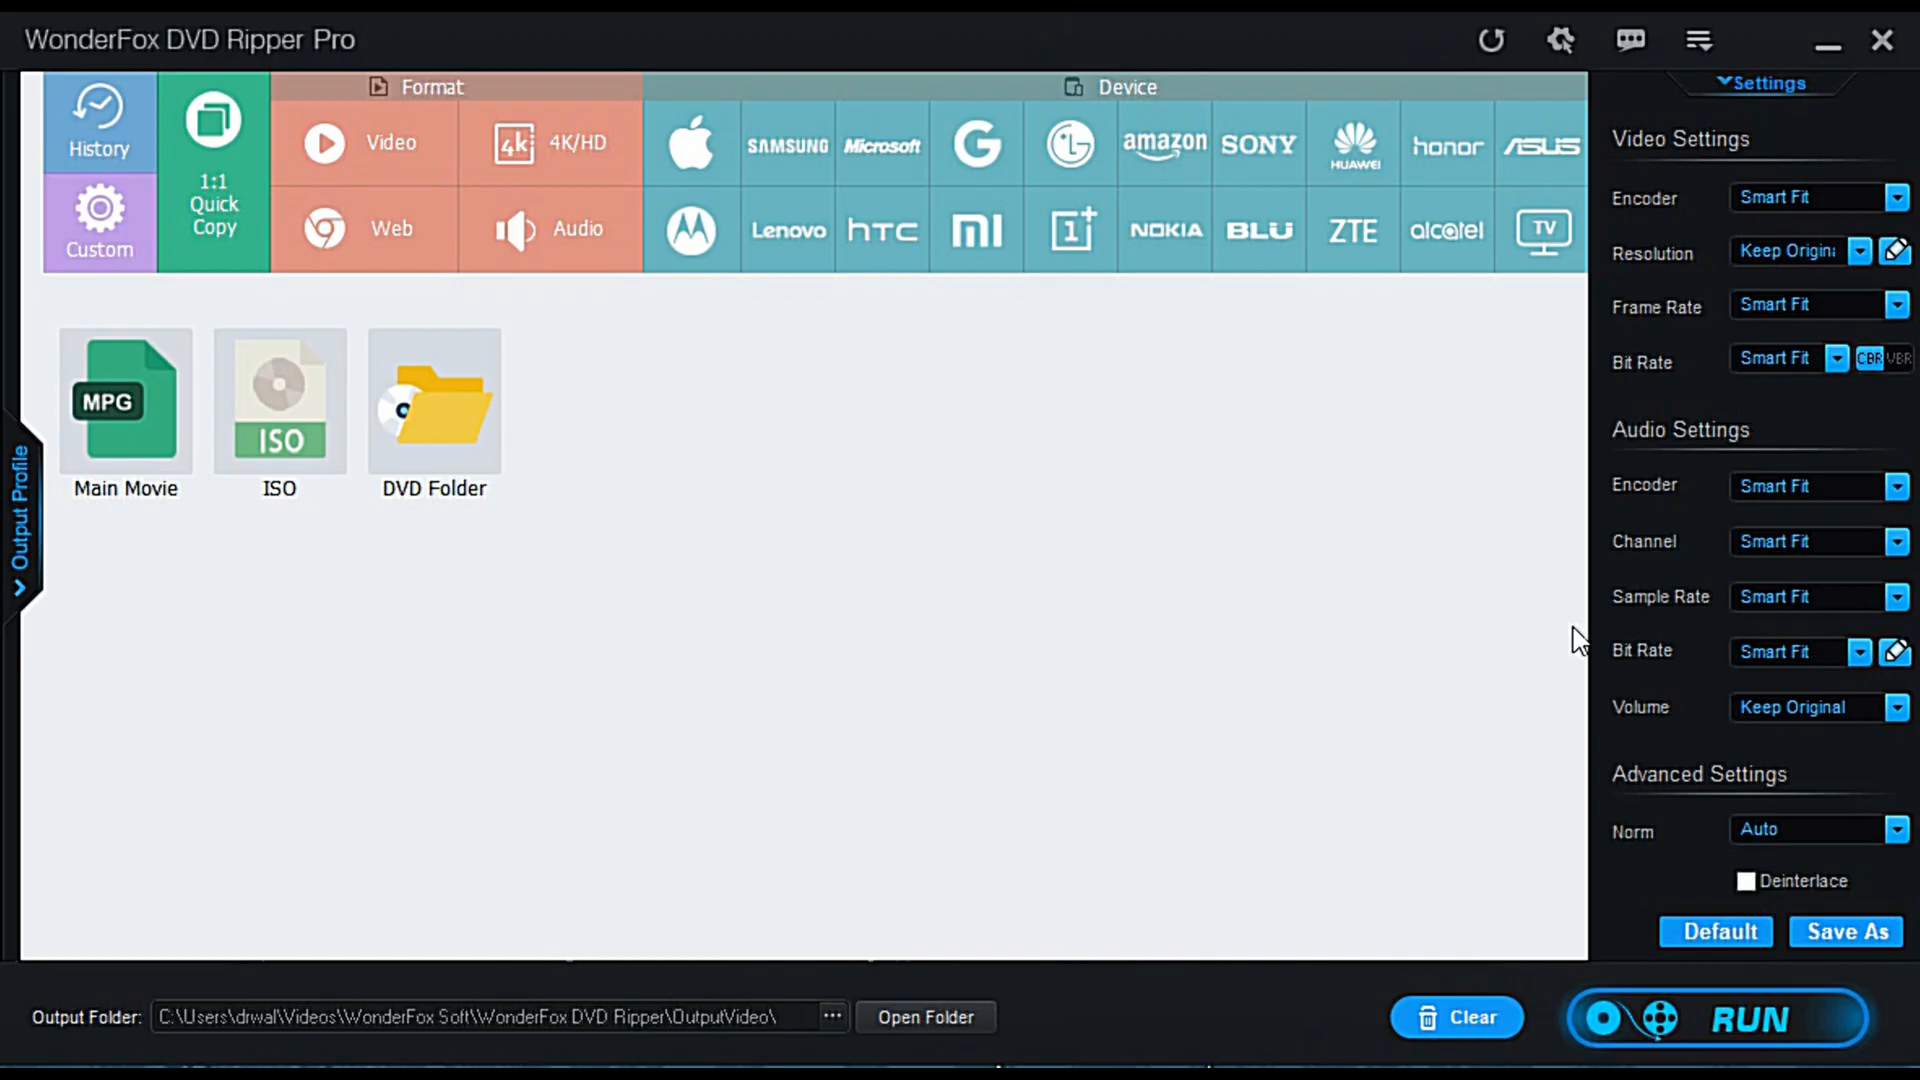 WonderFox DVD Ripper Pro
Settings
History
Custom
1:1
Quick
Copy
Format
Video
4k
4K/HD
Web
Audio
Device
SAMSUNG
Microsoft
G
LG
amazon
SONY
HUAWEI
honor
ASUS
Lenovo
hTC
MI
1+
NOKIA
BLU
ZTE
alcatel
TV
MPG
Main Movie
ISO
ISO
DVD Folder
Output Profile
Video Settings
Encoder
Smart Fit
Resolution
Keep Origin
Frame Rate
Smart Fit
Bit Rate
Smart Fit
CBR
VBR
Audio Settings
Encoder
Smart Fit
Channel
Smart Fit
Sample Rate
Smart Fit
Bit Rate
Smart Fit
Volume
Keep Original
Advanced Settings
Norm
Auto
Deinterlace
Default
Save As
Output Folder:
C:\Users\drwal\Videos\WonderFox Soft\WonderFox DVD Ripper\OutputVideo\
...
Open Folder
Clear
RUN